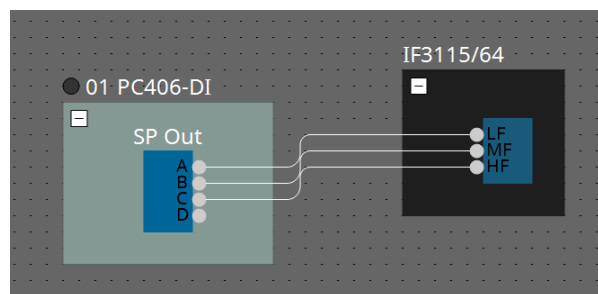 IF3115/64
01 PC406-DI
SP Out
A
B
C
D
LF
MF
HF